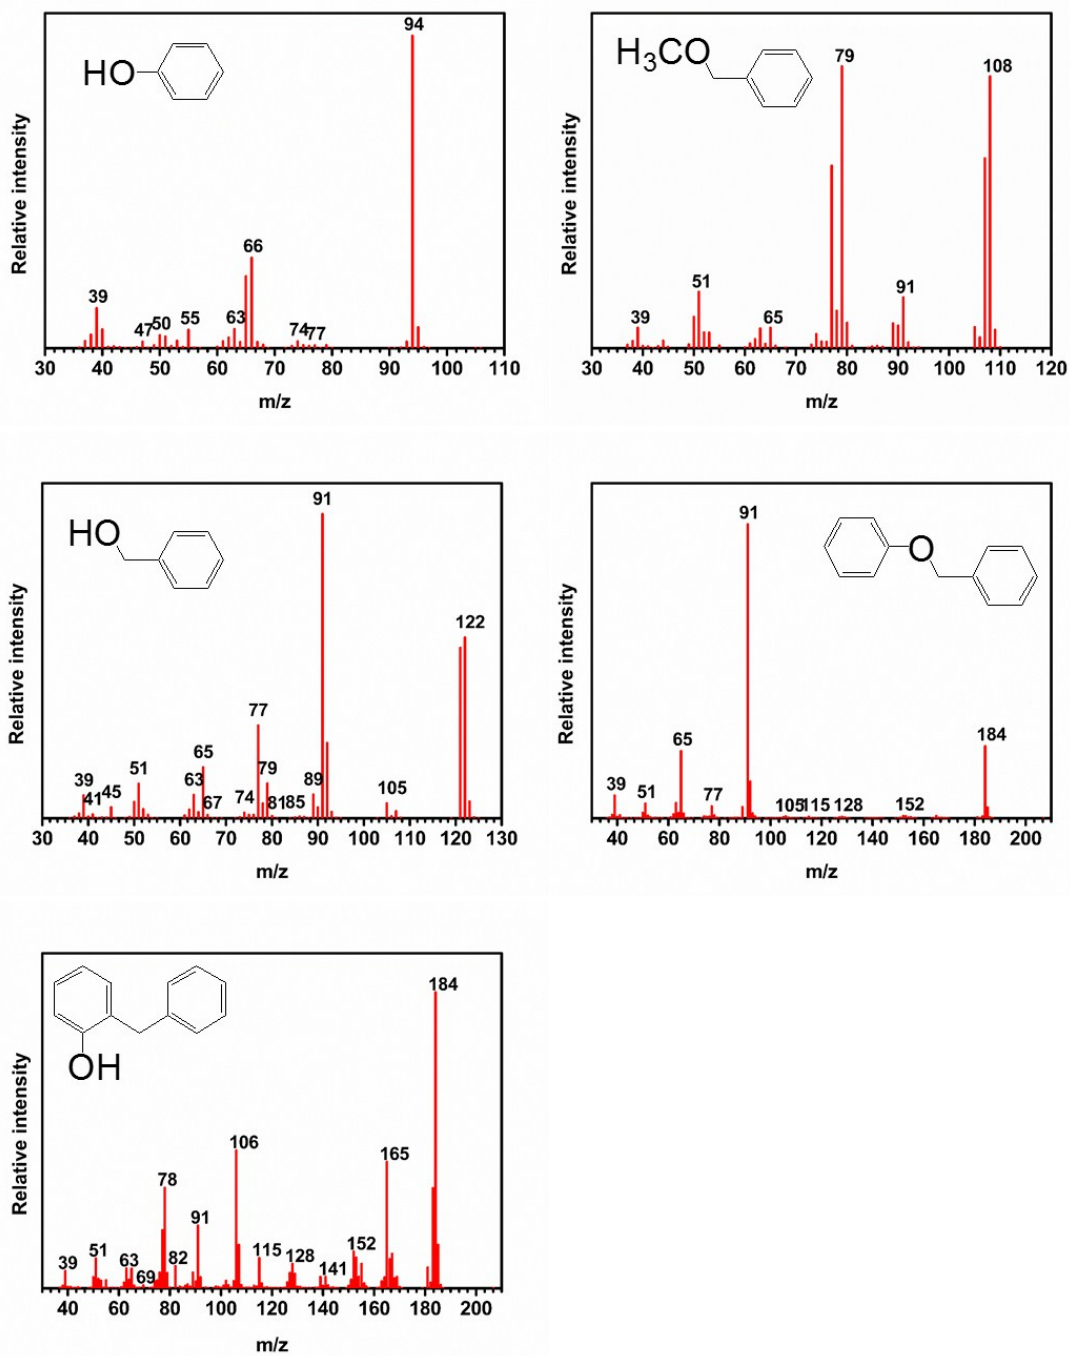 94
HO
66
39
47 50 55 63 74 77
Relative intensity
30 40 50 60 70 80 90 100 110
m/z
H₃CO
79
108
51
91
39
65
Relative intensity
30 40 50 60 70 80 90 100 110 120
m/z
91
HO
122
77
65
51
79
39
63
89
41 45
67
74
81 85
105
Relative intensity
30 40 50 60 70 80 90 100 110 120 130
m/z
91
O
184
65
39
51
77
105 115 128 152
Relative intensity
40 60 80 100 120 140 160 180 200
m/z
184
OH
106
165
78
91
39
51
63
69
82
115
128
141
152
Relative intensity
40 60 80 100 120 140 160 180 200
m/z